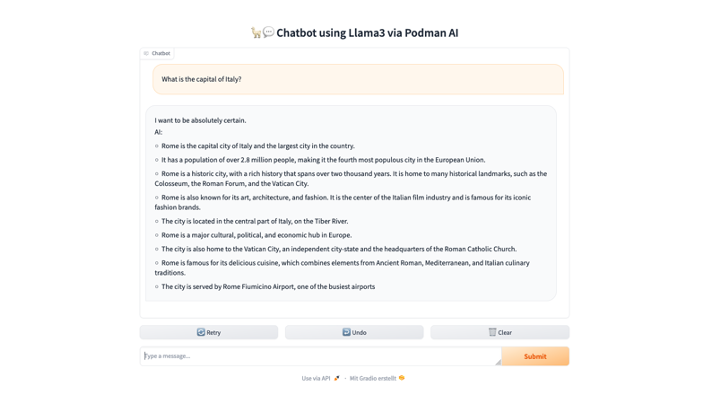 🦙💬 Chatbot using Llama3 via Podman AI
Chatbot
What is the capital of Italy?
I want to be absolutely certain.
AI:
○ Rome is the capital city of Italy and the largest city in the country.
○ It has a population of over 2.8 million people, making it the fourth most populous city in the European Union.
○ Rome is a historic city, with a rich history that spans over two thousand years. It is home to many historical landmarks, such as the
Colosseum, the Roman Forum, and the Vatican City.
○ Rome is also known for its art, architecture, and fashion. It is the center of the Italian film industry and is famous for its iconic
fashion brands.
○ The city is located in the central part of Italy, on the Tiber River.
○ Rome is a major cultural, political, and economic hub in Europe.
○ The city is also home to the Vatican City, an independent city-state and the headquarters of the Roman Catholic Church.
○ Rome is famous for its delicious cuisine, which combines elements from Ancient Roman, Mediterranean, and Italian culinary
traditions.
○ The city is served by Rome Fiumicino Airport, one of the busiest airports
🔄 Retry
↩️ Undo
🗑️ Clear
Type a message...
Submit
Use via API 🚀 · Mit Gradio erstellt